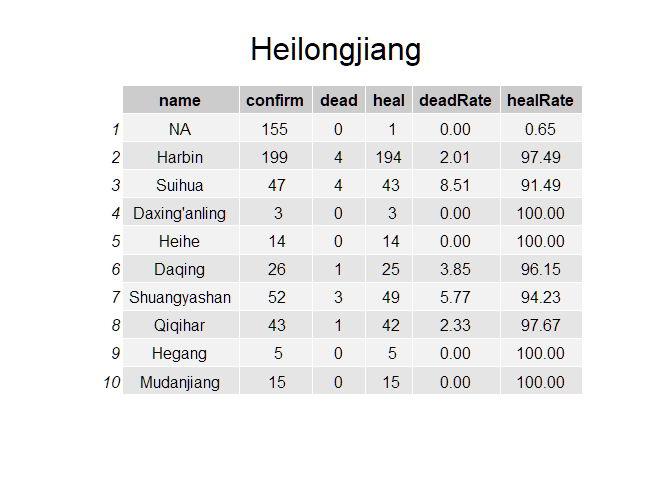 Heilongjiang
name confirm dead heal deadRate healRate
1 NA 155 0 1 0.00 0.65
2 Harbin 199 4 194 2.01 97.49
3 Suihua 47 4 43 8.51 91.49
4 Daxing'anling 3 0 3 0.00 100.00
5 Heihe 14 0 14 0.00 100.00
6 Daqing 26 1 25 3.85 96.15
7 Shuangyashan 52 3 49 5.77 94.23
8 Qiqihar 43 1 42 2.33 97.67
9 Hegang 5 0 5 0.00 100.00
10 Mudanjiang 15 0 15 0.00 100.00